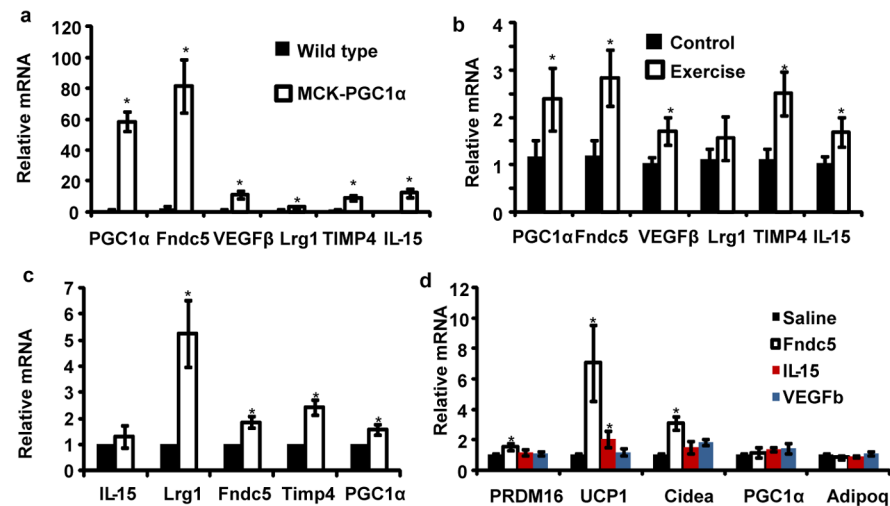 a
Relative mRNA
120
100
80
60
40
20
0
Wild type
MCK-PGC1α
PGC1α Fndc5 VEGFβ Lrg1 TIMP4 IL-15
* * * * * *
b
Relative mRNA
4
3
2
1
0
Control
Exercise
PGC1α Fndc5 VEGFβ Lrg1 TIMP4 IL-15
* * * * *
c
Relative mRNA
7
6
5
4
3
2
1
0
IL-15 Lrg1 Fndc5 Timp4 PGC1α
* * * *
d
Relative mRNA
12
10
8
6
4
2
0
Saline
Fndc5
IL-15
VEGFb
PRDM16 UCP1 Cidea PGC1α Adipoq
* * * *